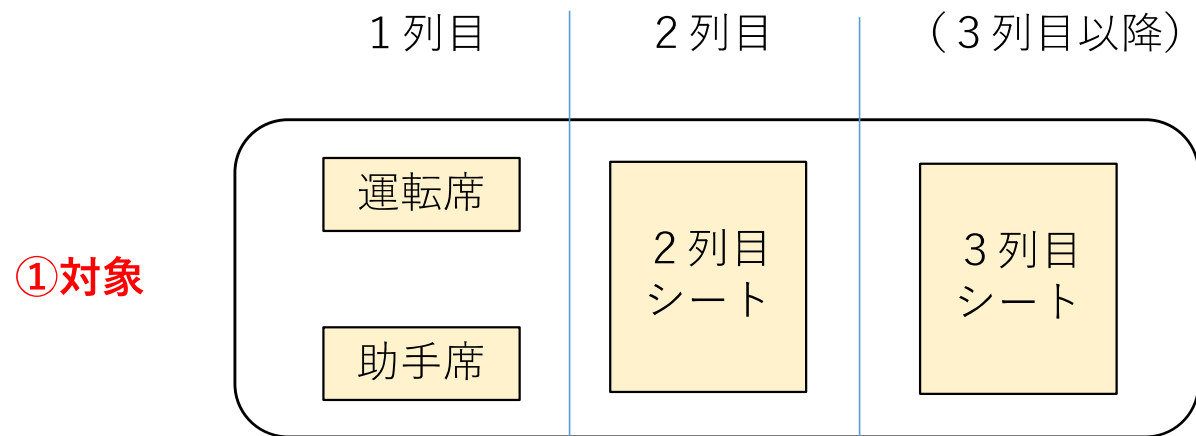 1列目
2列目
（3列目以降）
運転席
2列目
シート
3列目
シート
①対象
助手席